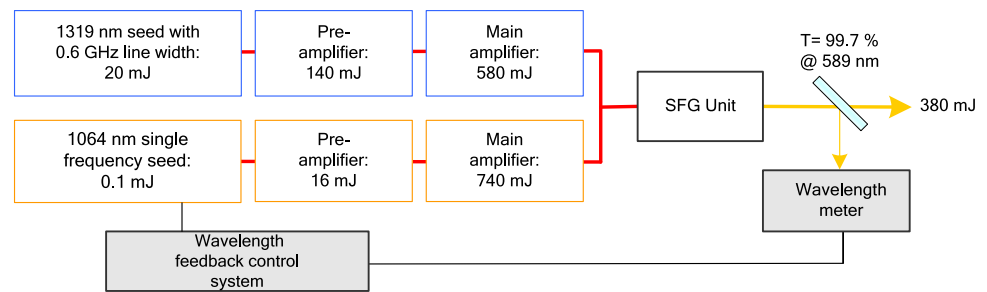 1319 nm seed with
0.6 GHz line width:
20 mJ
Pre-
amplifier:
140 mJ
Main
amplifier:
580 mJ
SFG Unit
T= 99.7 %
@ 589 nm
380 mJ
1064 nm single
frequency seed:
0.1 mJ
Pre-
amplifier:
16 mJ
Main
amplifier:
740 mJ
Wavelength
meter
Wavelength
feedback control
system